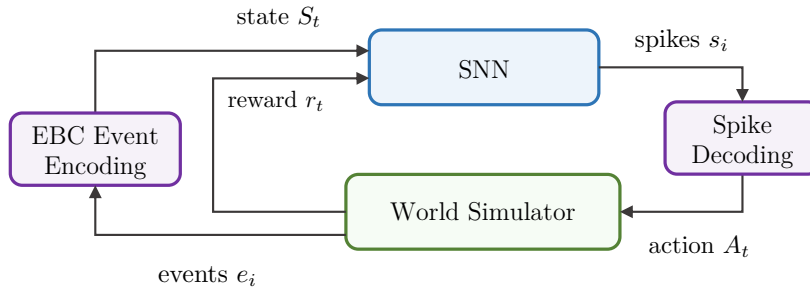 state $S_t$
spikes $s_i$
SNN
reward $r_t$
EBC Event
Encoding
Spike
Decoding
World Simulator
action $A_t$
events $e_i$